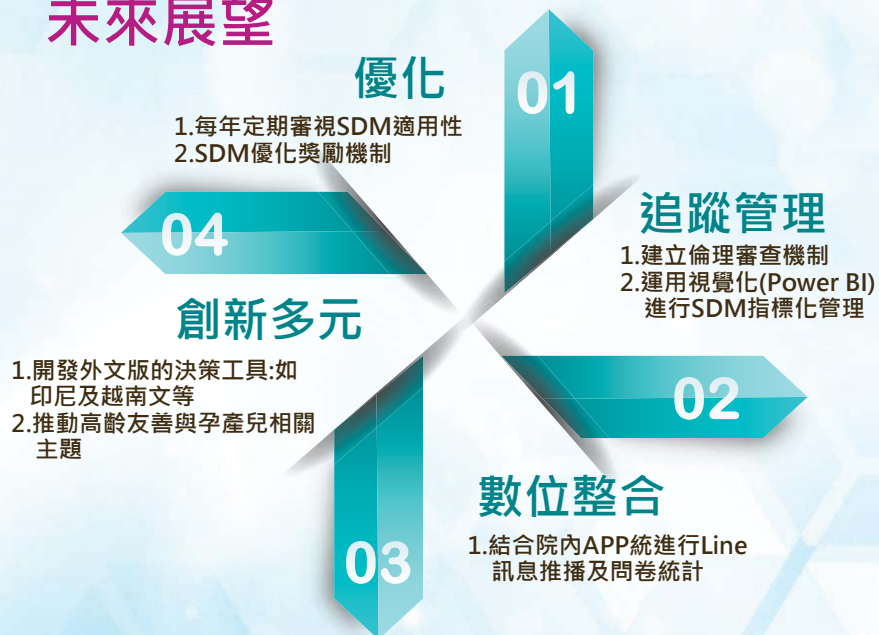 未來展望
優化
1.每年定期審視SDM適用性
2.SDM優化獎勵機制
01
追蹤管理
1.建立倫理審查機制
2.運用視覺化(Power BI)
進行SDM指標化管理
02
數位整合
1.結合院內APP統進行Line
訊息推播及問卷統計
03
創新多元
1.開發外文版的決策工具:如
印尼及越南文等
2.推動高齡友善與孕產兒相關
主題
04